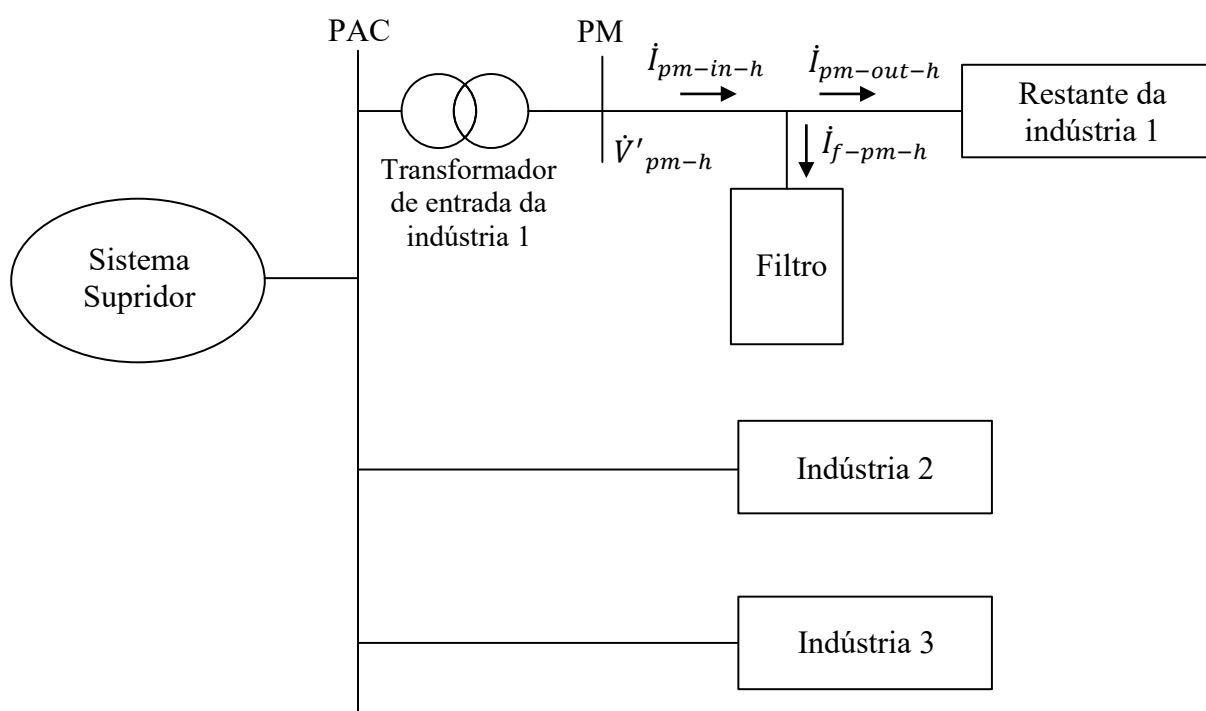 PAC
PM
İ_{pm-in-h}
İ_{pm-out-h}
Restante da
indústria 1
İ_{f-pm-h}
V̇'_{pm-h}
Transformador
de entrada da
indústria 1
Sistema
Supridor
Filtro
Indústria 2
Indústria 3